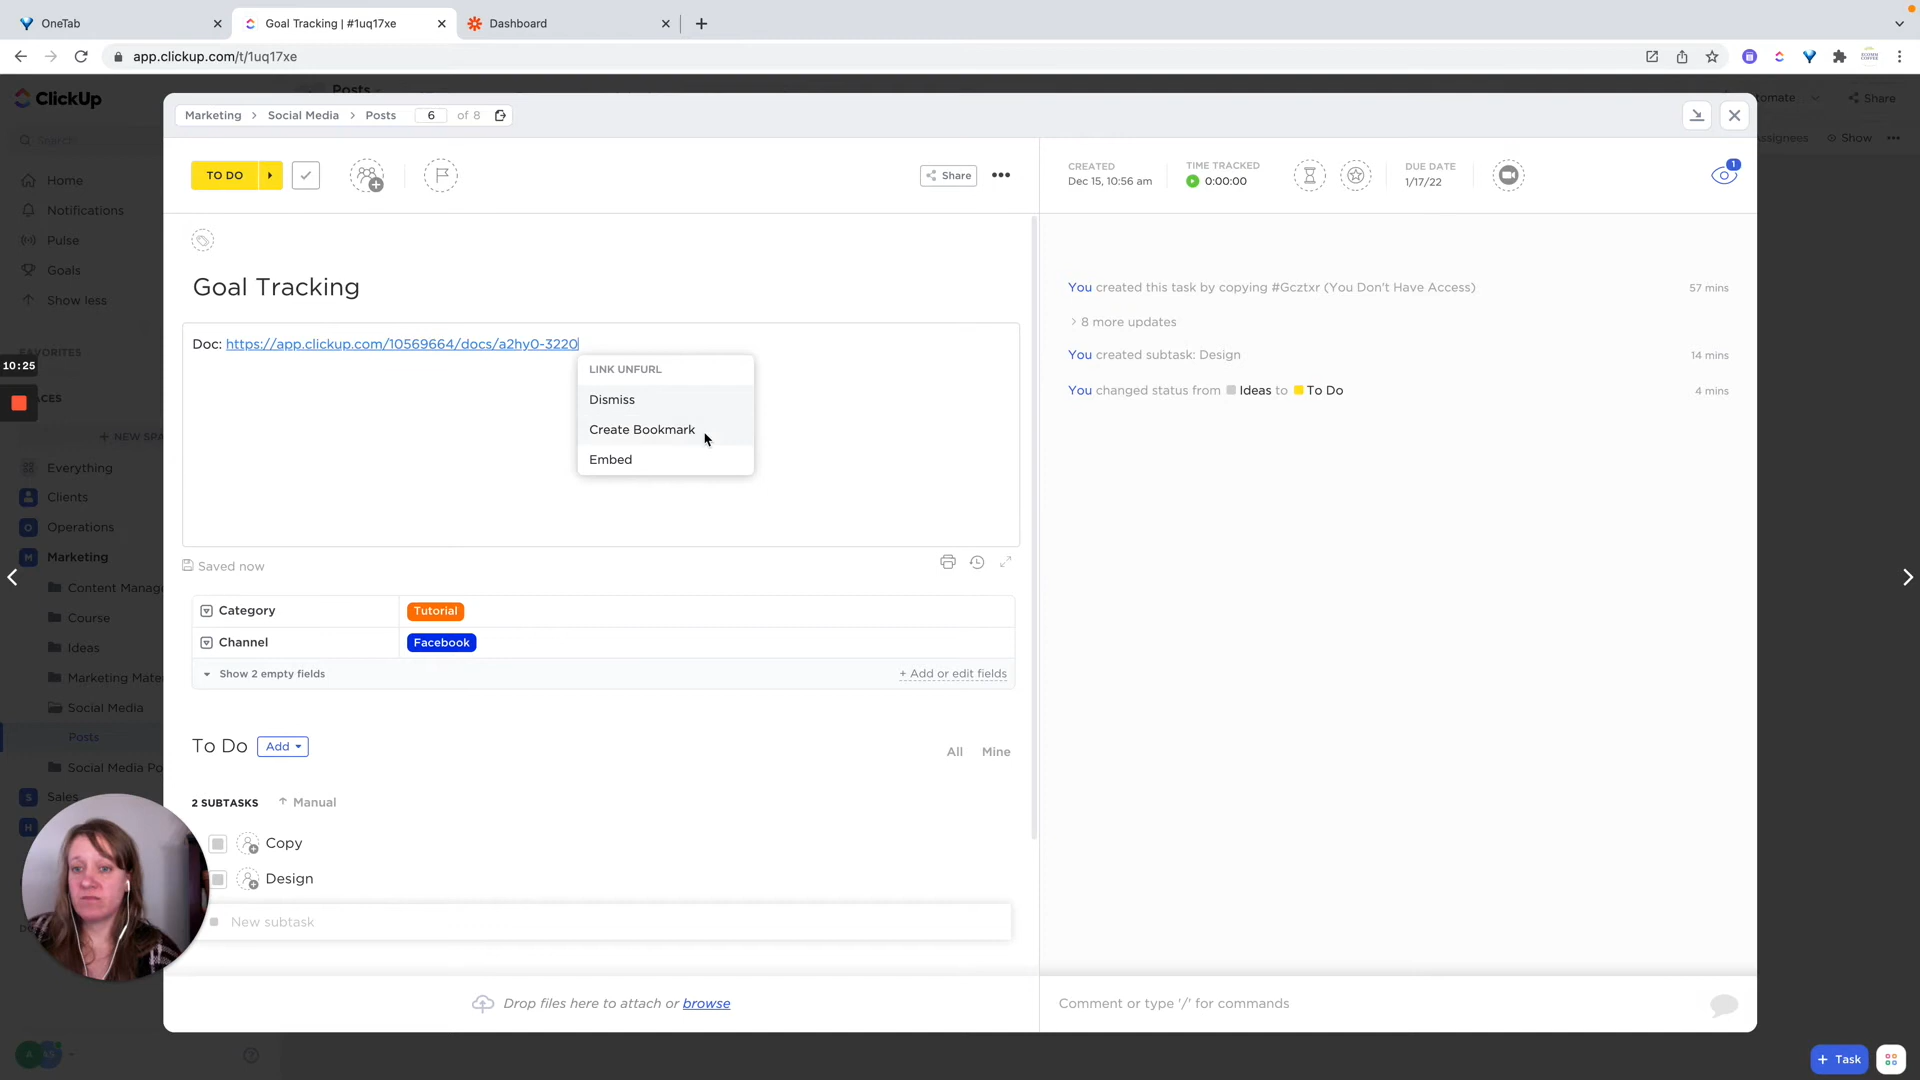 OneTab
Goal Tracking | #1uq17xe
Dashboard
app.clickup.com/t/1uq17xe
ClickUp
Posts
tomate
Share
Search
Assignees
Show
Marketing > Social Media > Posts 6 of 8
TO DO
Share
CREATED
Dec 15, 10:56 am
TIME TRACKED
0:00:00
DUE DATE
1/17/22
1
Home
Notifications
Pulse
Goals
Show less
FAVORITES
10:25
ACES
+ NEW SPA
Everything
Clients
Operations
Marketing
Content Manage
Course
Ideas
Marketing Mate
Social Media
Posts
Social Media Po
Sales
Goal Tracking
Doc: https://app.clickup.com/10569664/docs/a2hy0-3220
LINK UNFURL
Dismiss
Create Bookmark
Embed
Saved now
Category Tutorial
Channel Facebook
Show 2 empty fields
+ Add or edit fields
To Do Add
All Mine
2 SUBTASKS Manual
Copy
Design
New subtask
Drop files here to attach or browse
You created this task by copying #Gcztxr (You Don't Have Access) 57 mins
> 8 more updates
You created subtask: Design 14 mins
You changed status from Ideas to To Do 4 mins
Comment or type '/' for commands
+ Task